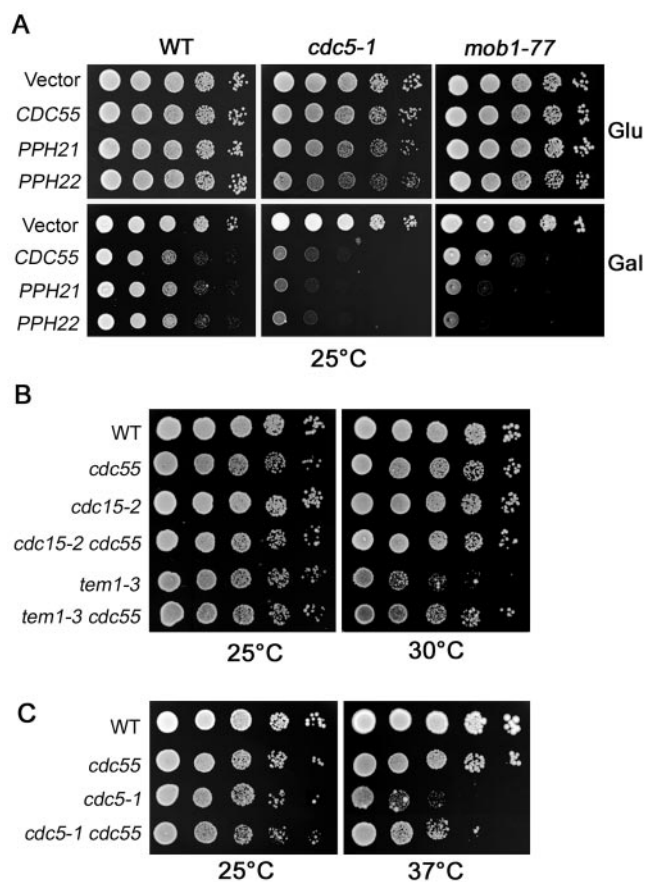 A
WT cdc5-1 mob1-77
Vector
CDC55
PPH21
PPH22
Glu
Vector
CDC55
PPH21
PPH22
Gal
25°C
B
WT
cdc55
cdc15-2
cdc15-2 cdc55
tem1-3
tem1-3 cdc55
25°C 30°C
C
WT
cdc55
cdc5-1
cdc5-1 cdc55
25°C 37°C